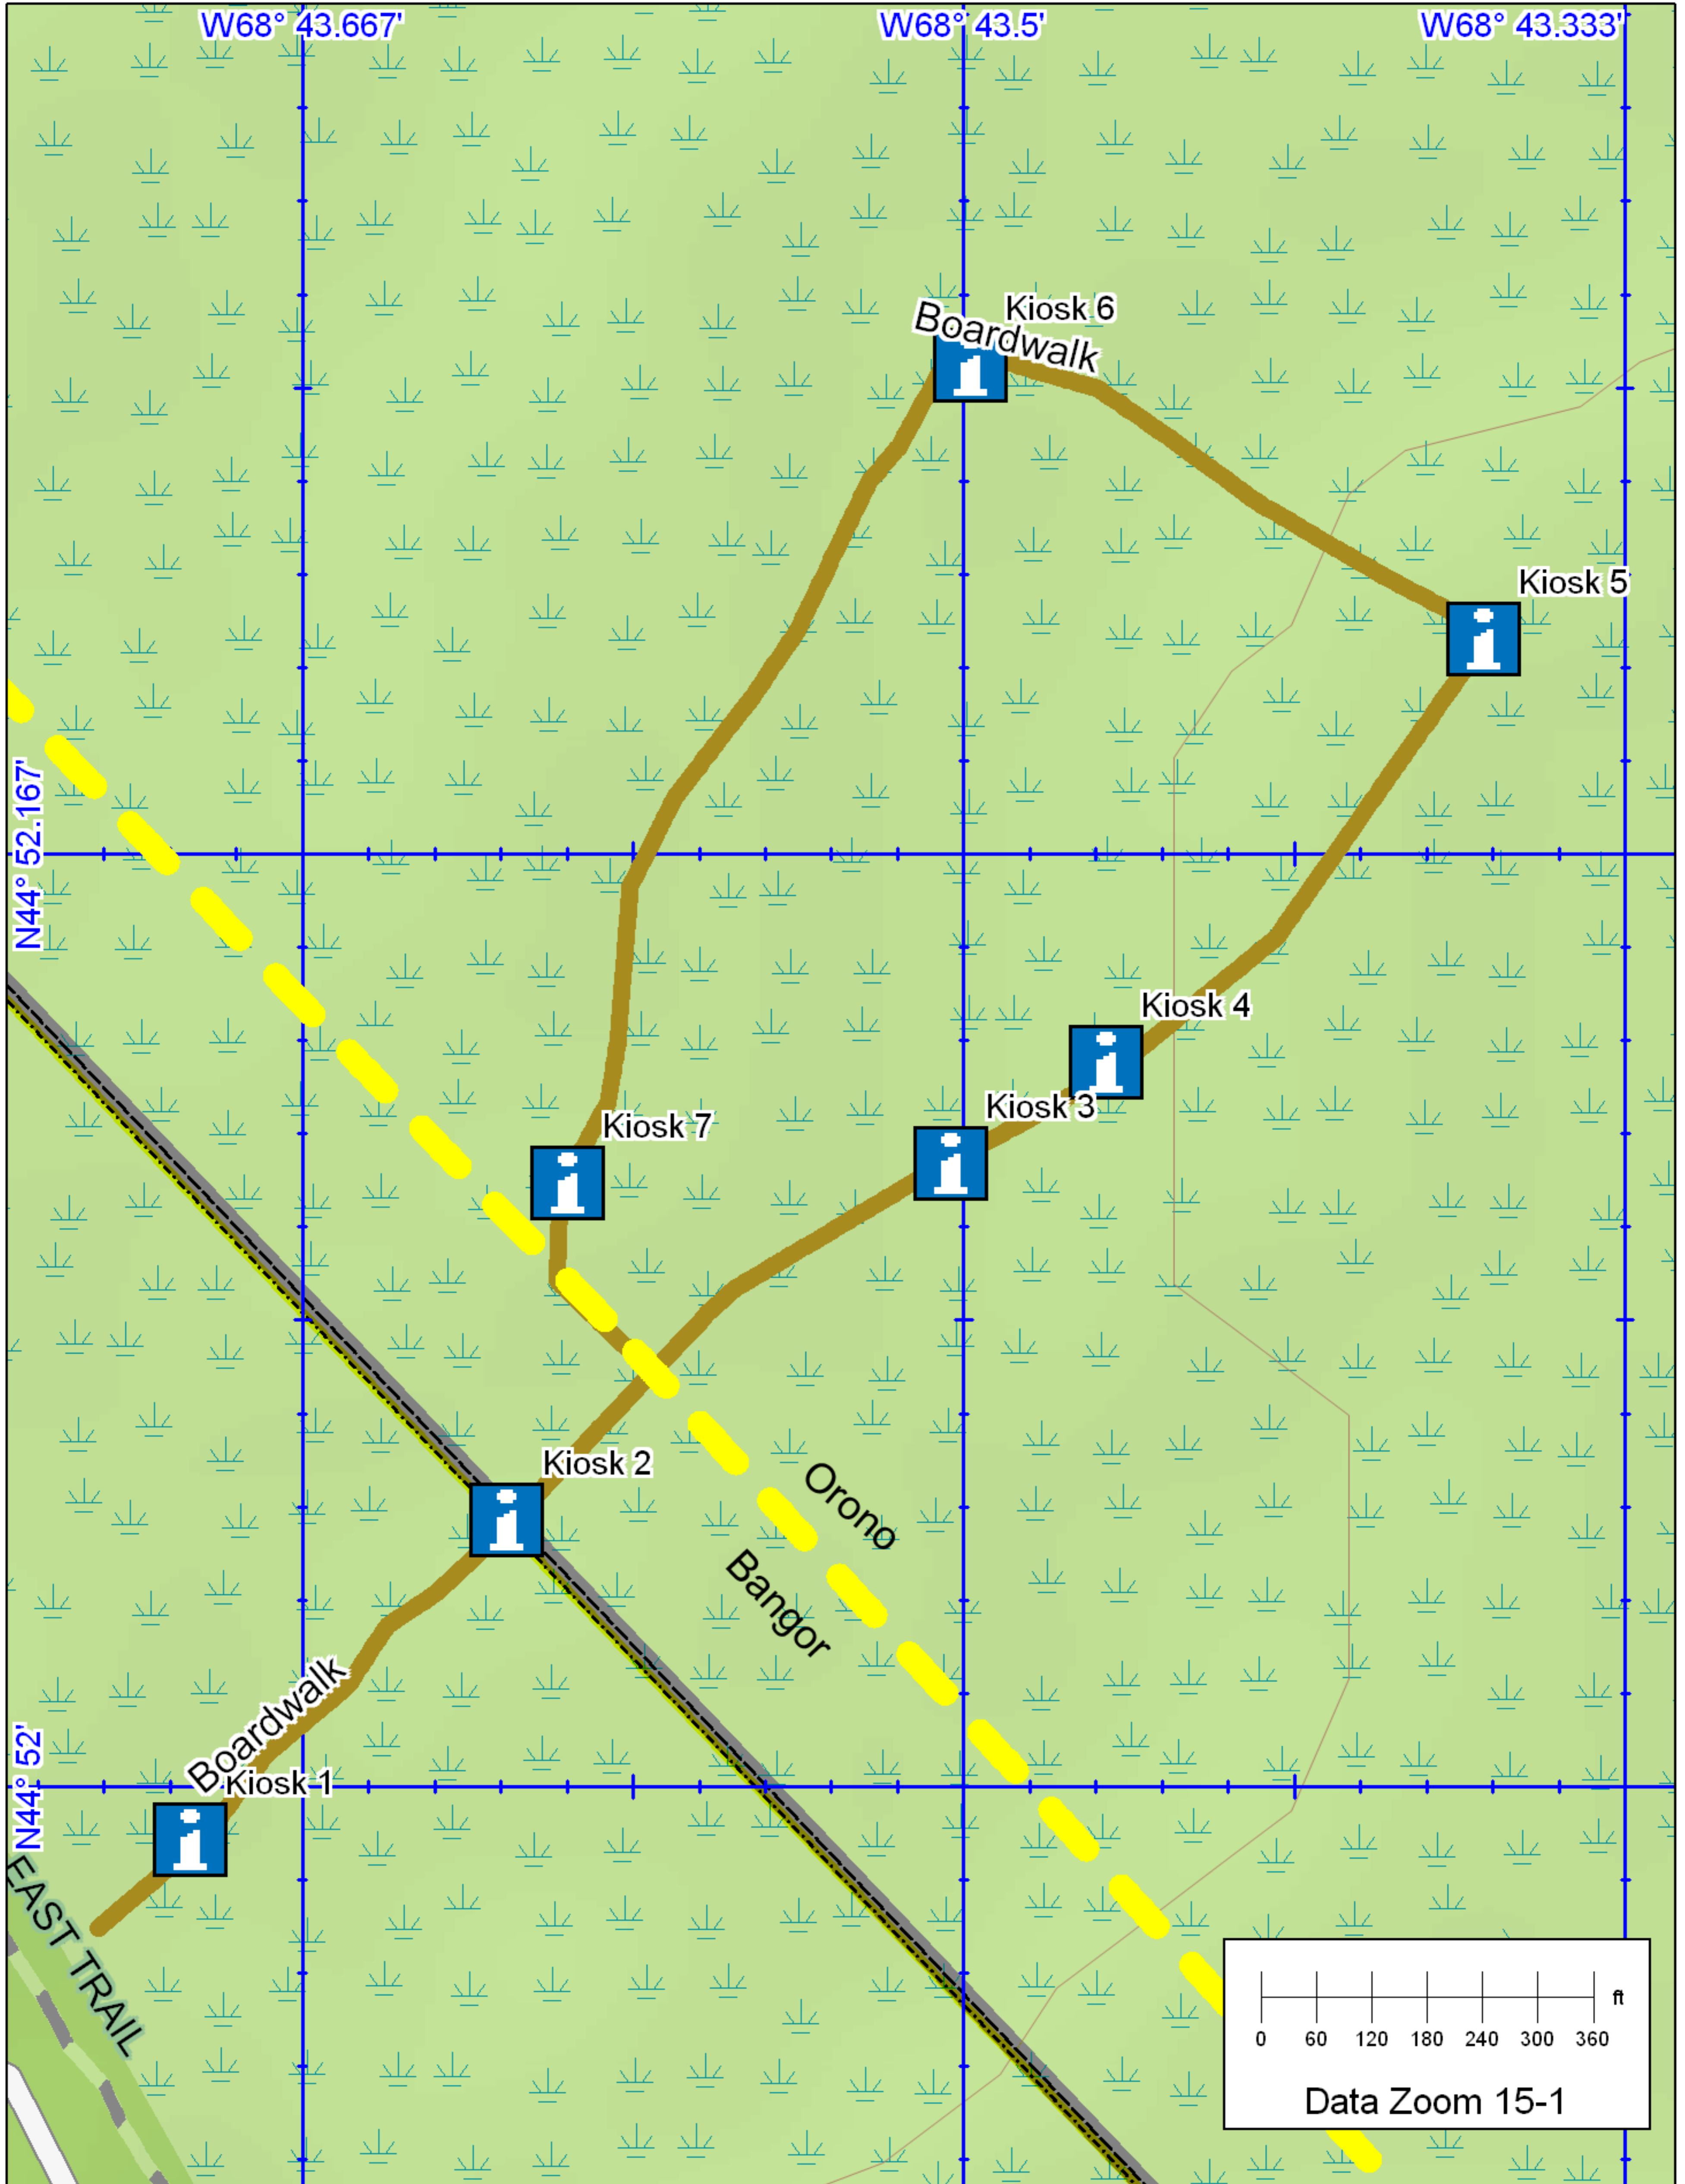 W68° 43.667'
W68° 43.5'
W68° 43.333'
Kiosk 6
Boardwalk
Kiosk 5
N44° 52.167'
Kiosk 4
Kiosk 3
Kiosk 7
Kiosk 2
Orono
Bangor
Boardwalk
N44° 52'
Kiosk 1
EAST TRAIL
ft
0 60 120 180 240 300 360
Data Zoom 15-1